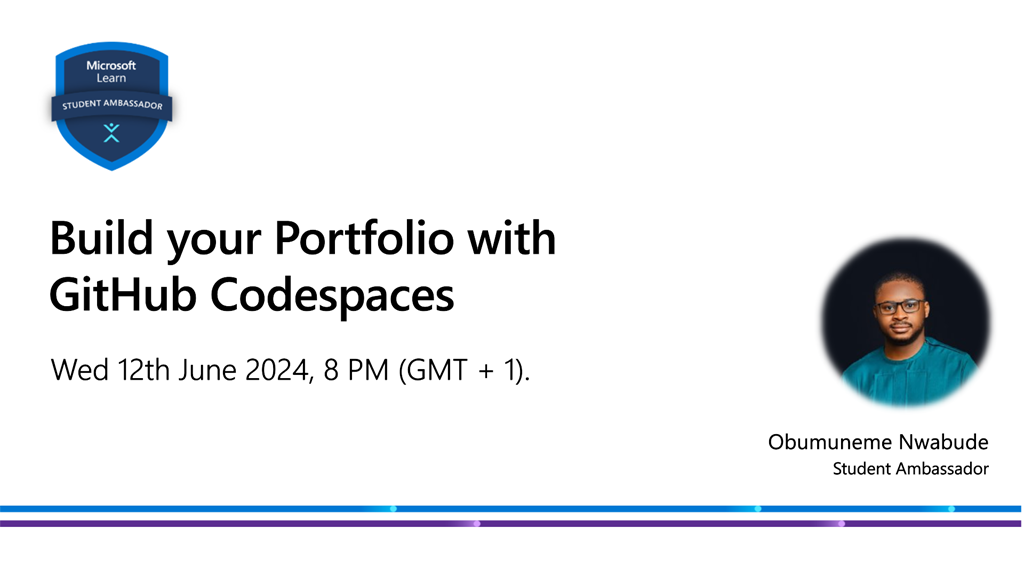 Microsoft
Learn
STUDENT AMBASSADOR
Build your Portfolio with
GitHub Codespaces
Wed 12th June 2024, 8 PM (GMT + 1).
Obumuneme Nwabude
Student Ambassador